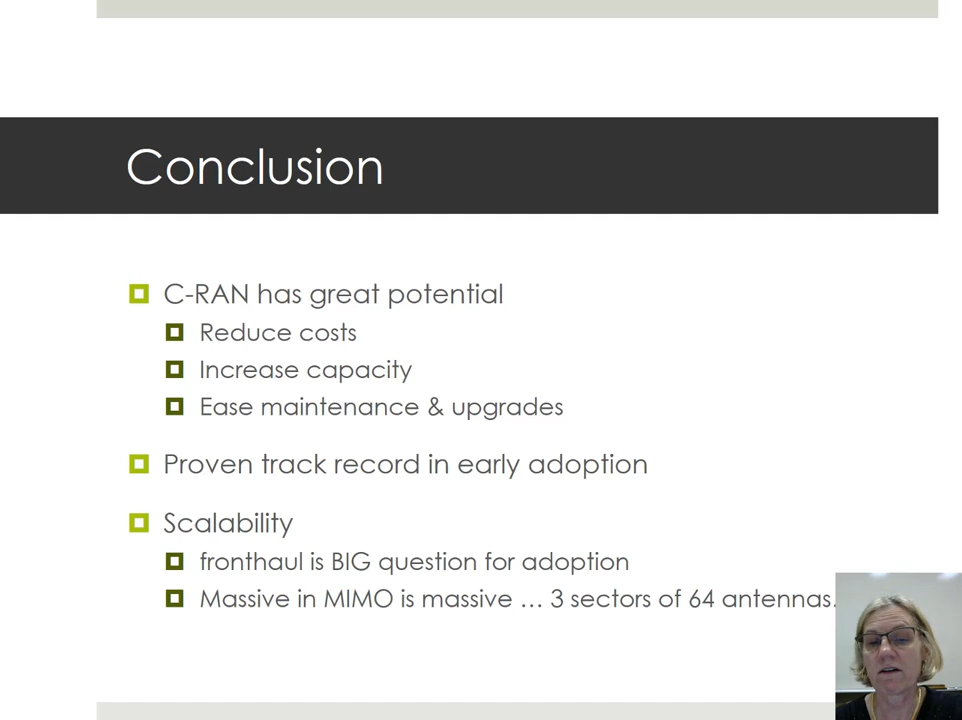 Conclusion
C-RAN has great potential
Reduce costs
Increase capacity
Ease maintenance & upgrades
Proven track record in early adoption
Scalability
fronthaul is BIG question for adoption
Massive in MIMO is massive … 3 sectors of 64 antennas.